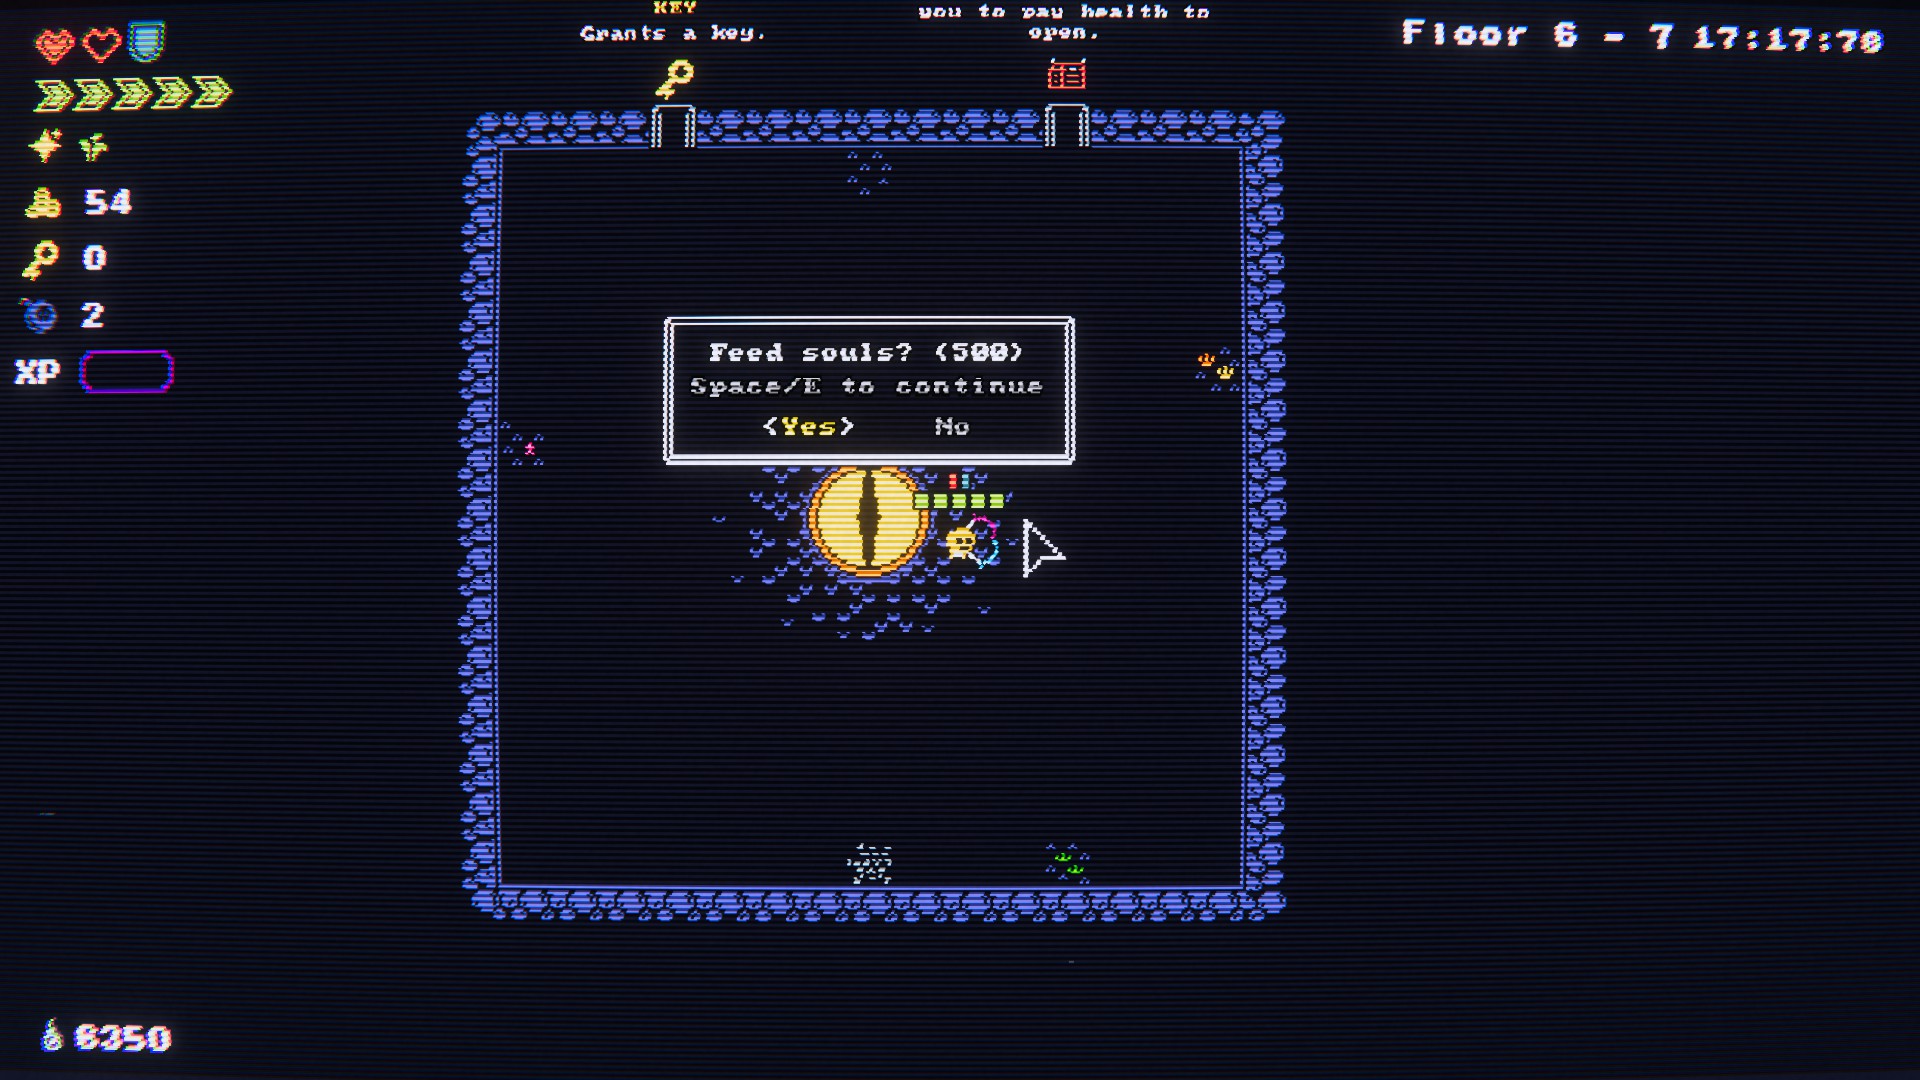 KEY
Grants a key.
you to pay health to
open.
Floor 6 - 7 17:17:78
54
0
2
XP
Feed souls? (500)
Space/E to continue
<Yes> No
6350